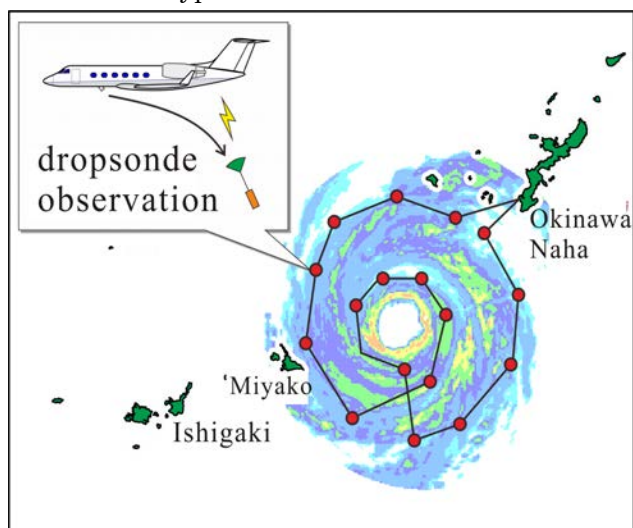 dropsonde
observation
Okinawa
Naha
'Miyako
Ishigaki